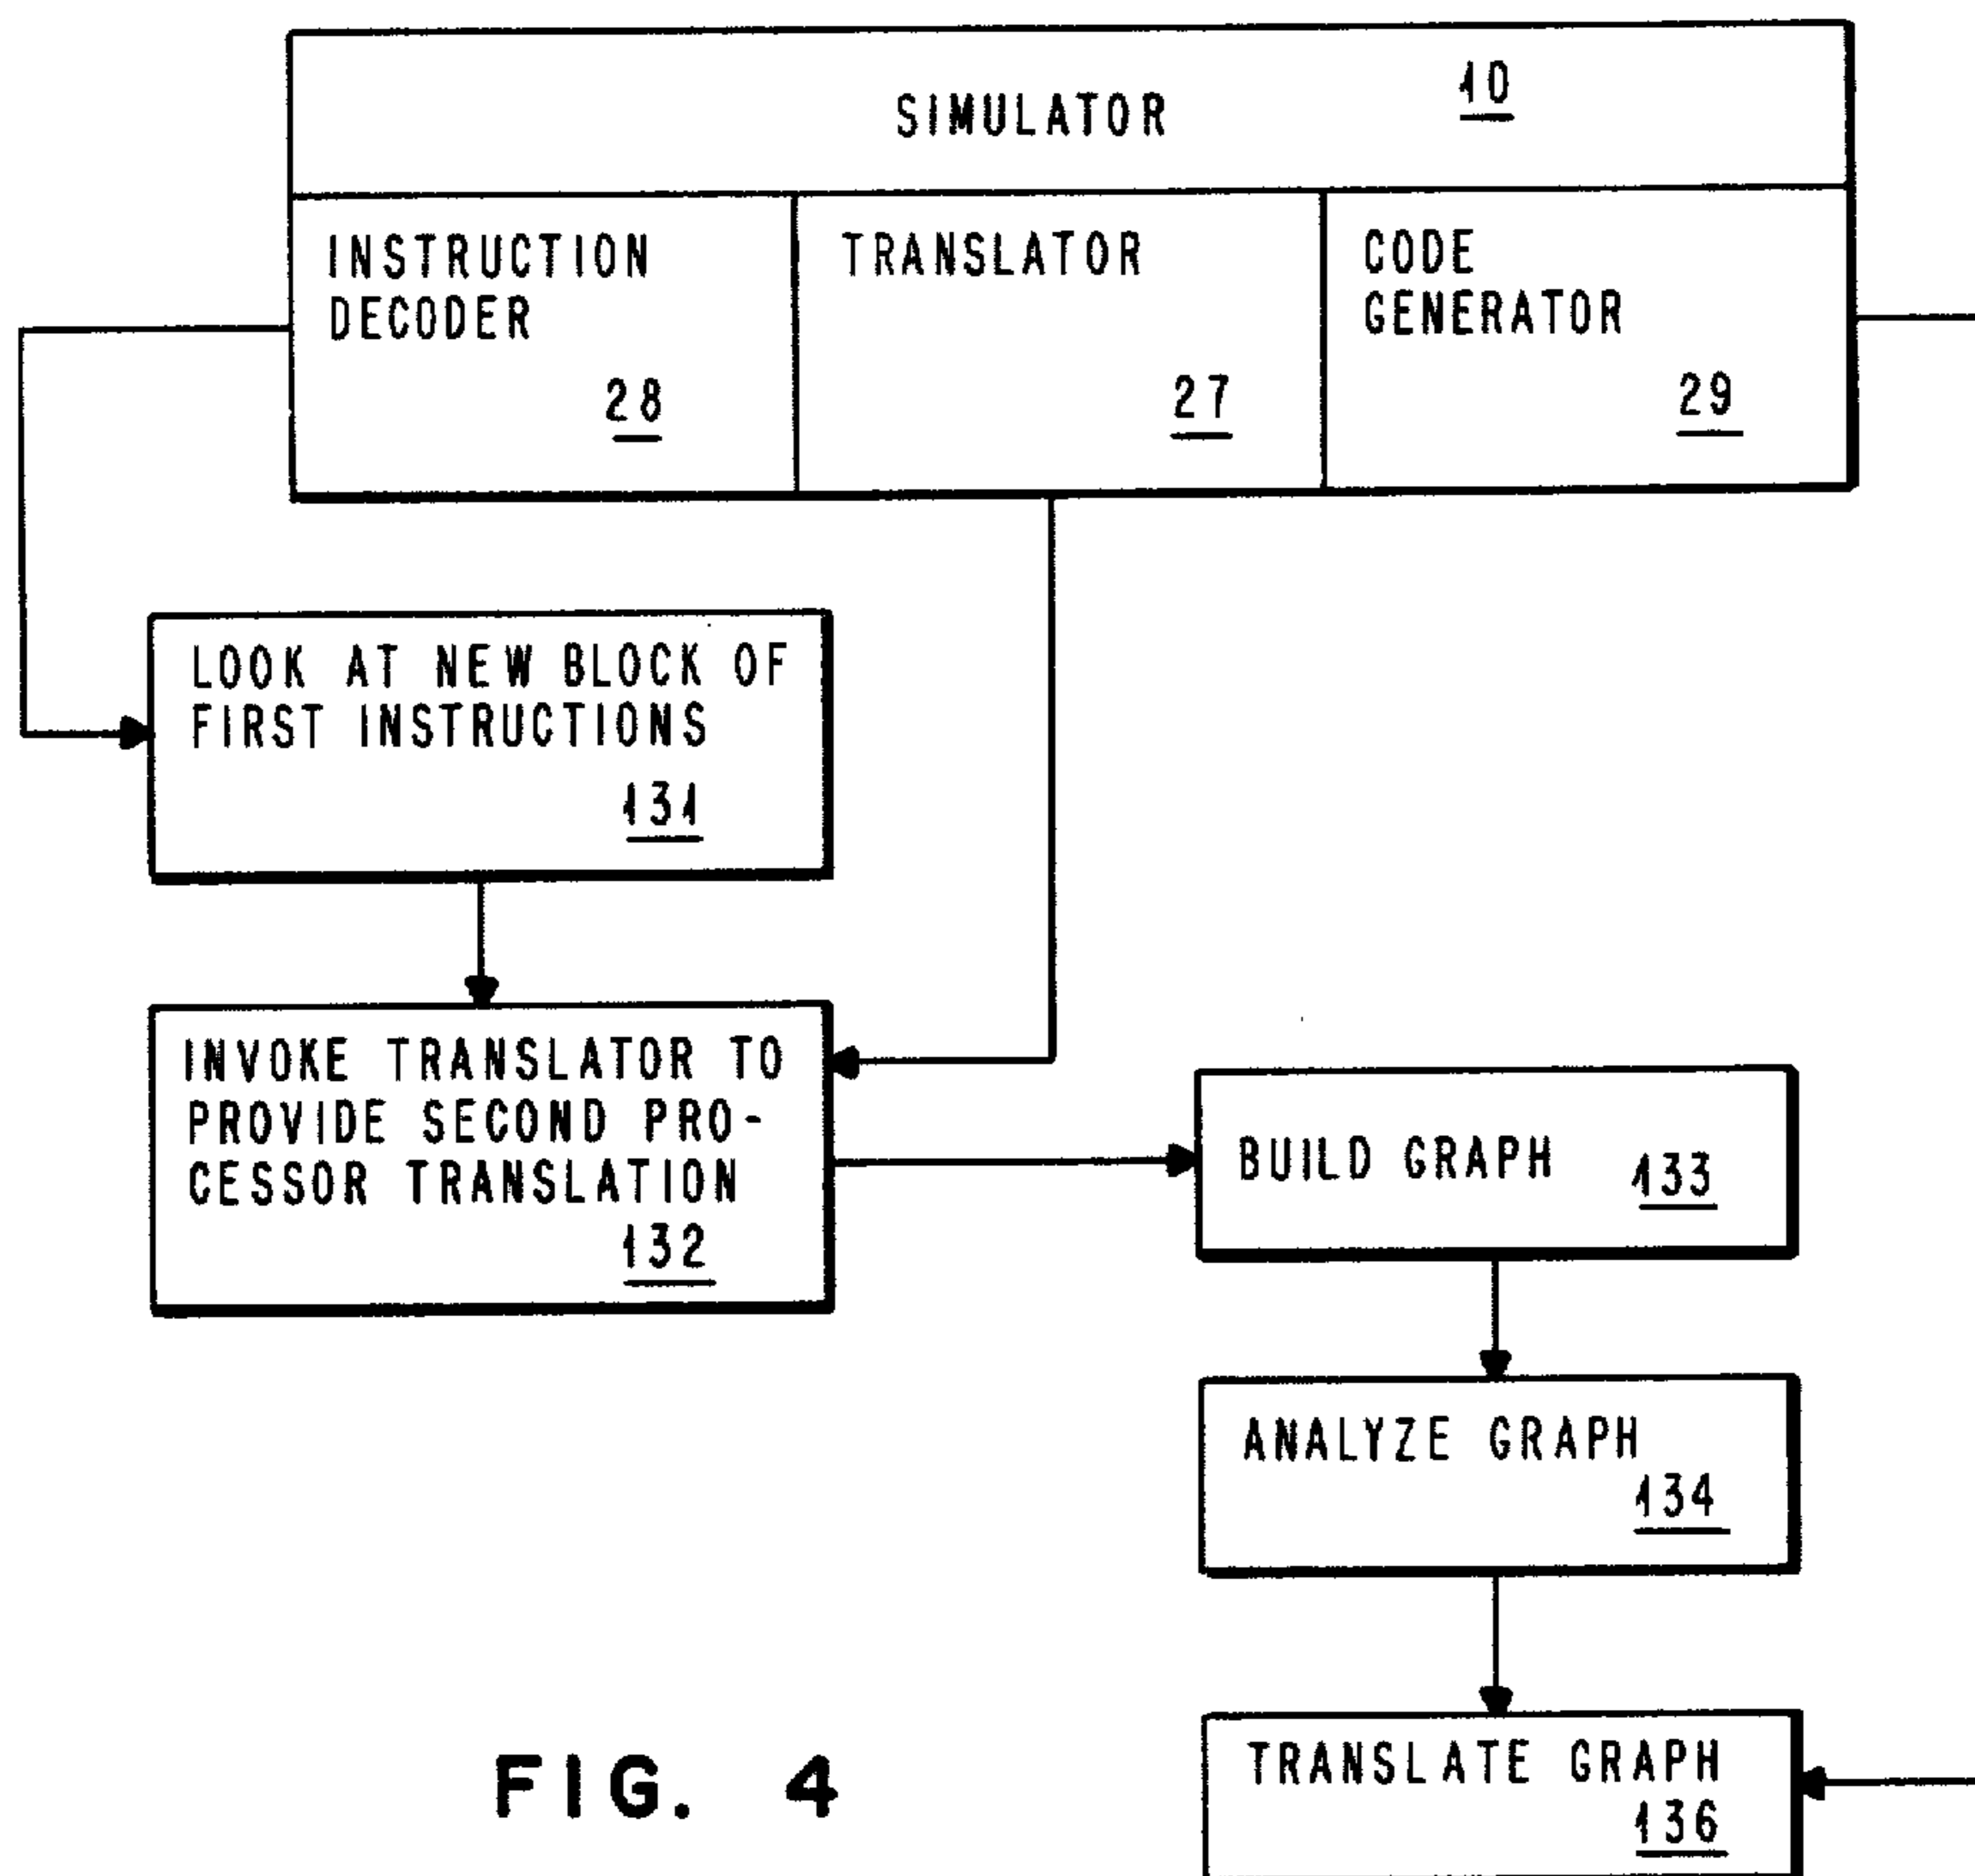 SIMULATOR 10
INSTRUCTION
DECODER
28
TRANSLATOR
27
CODE
GENERATOR
29
LOOK AT NEW BLOCK OF
FIRST INSTRUCTIONS
131
INVOKE TRANSLATOR TO
PROVIDE SECOND PRO-
CESSOR TRANSLATION
132
BUILD GRAPH 133
ANALYZE GRAPH
134
TRANSLATE GRAPH
136
FIG. 4